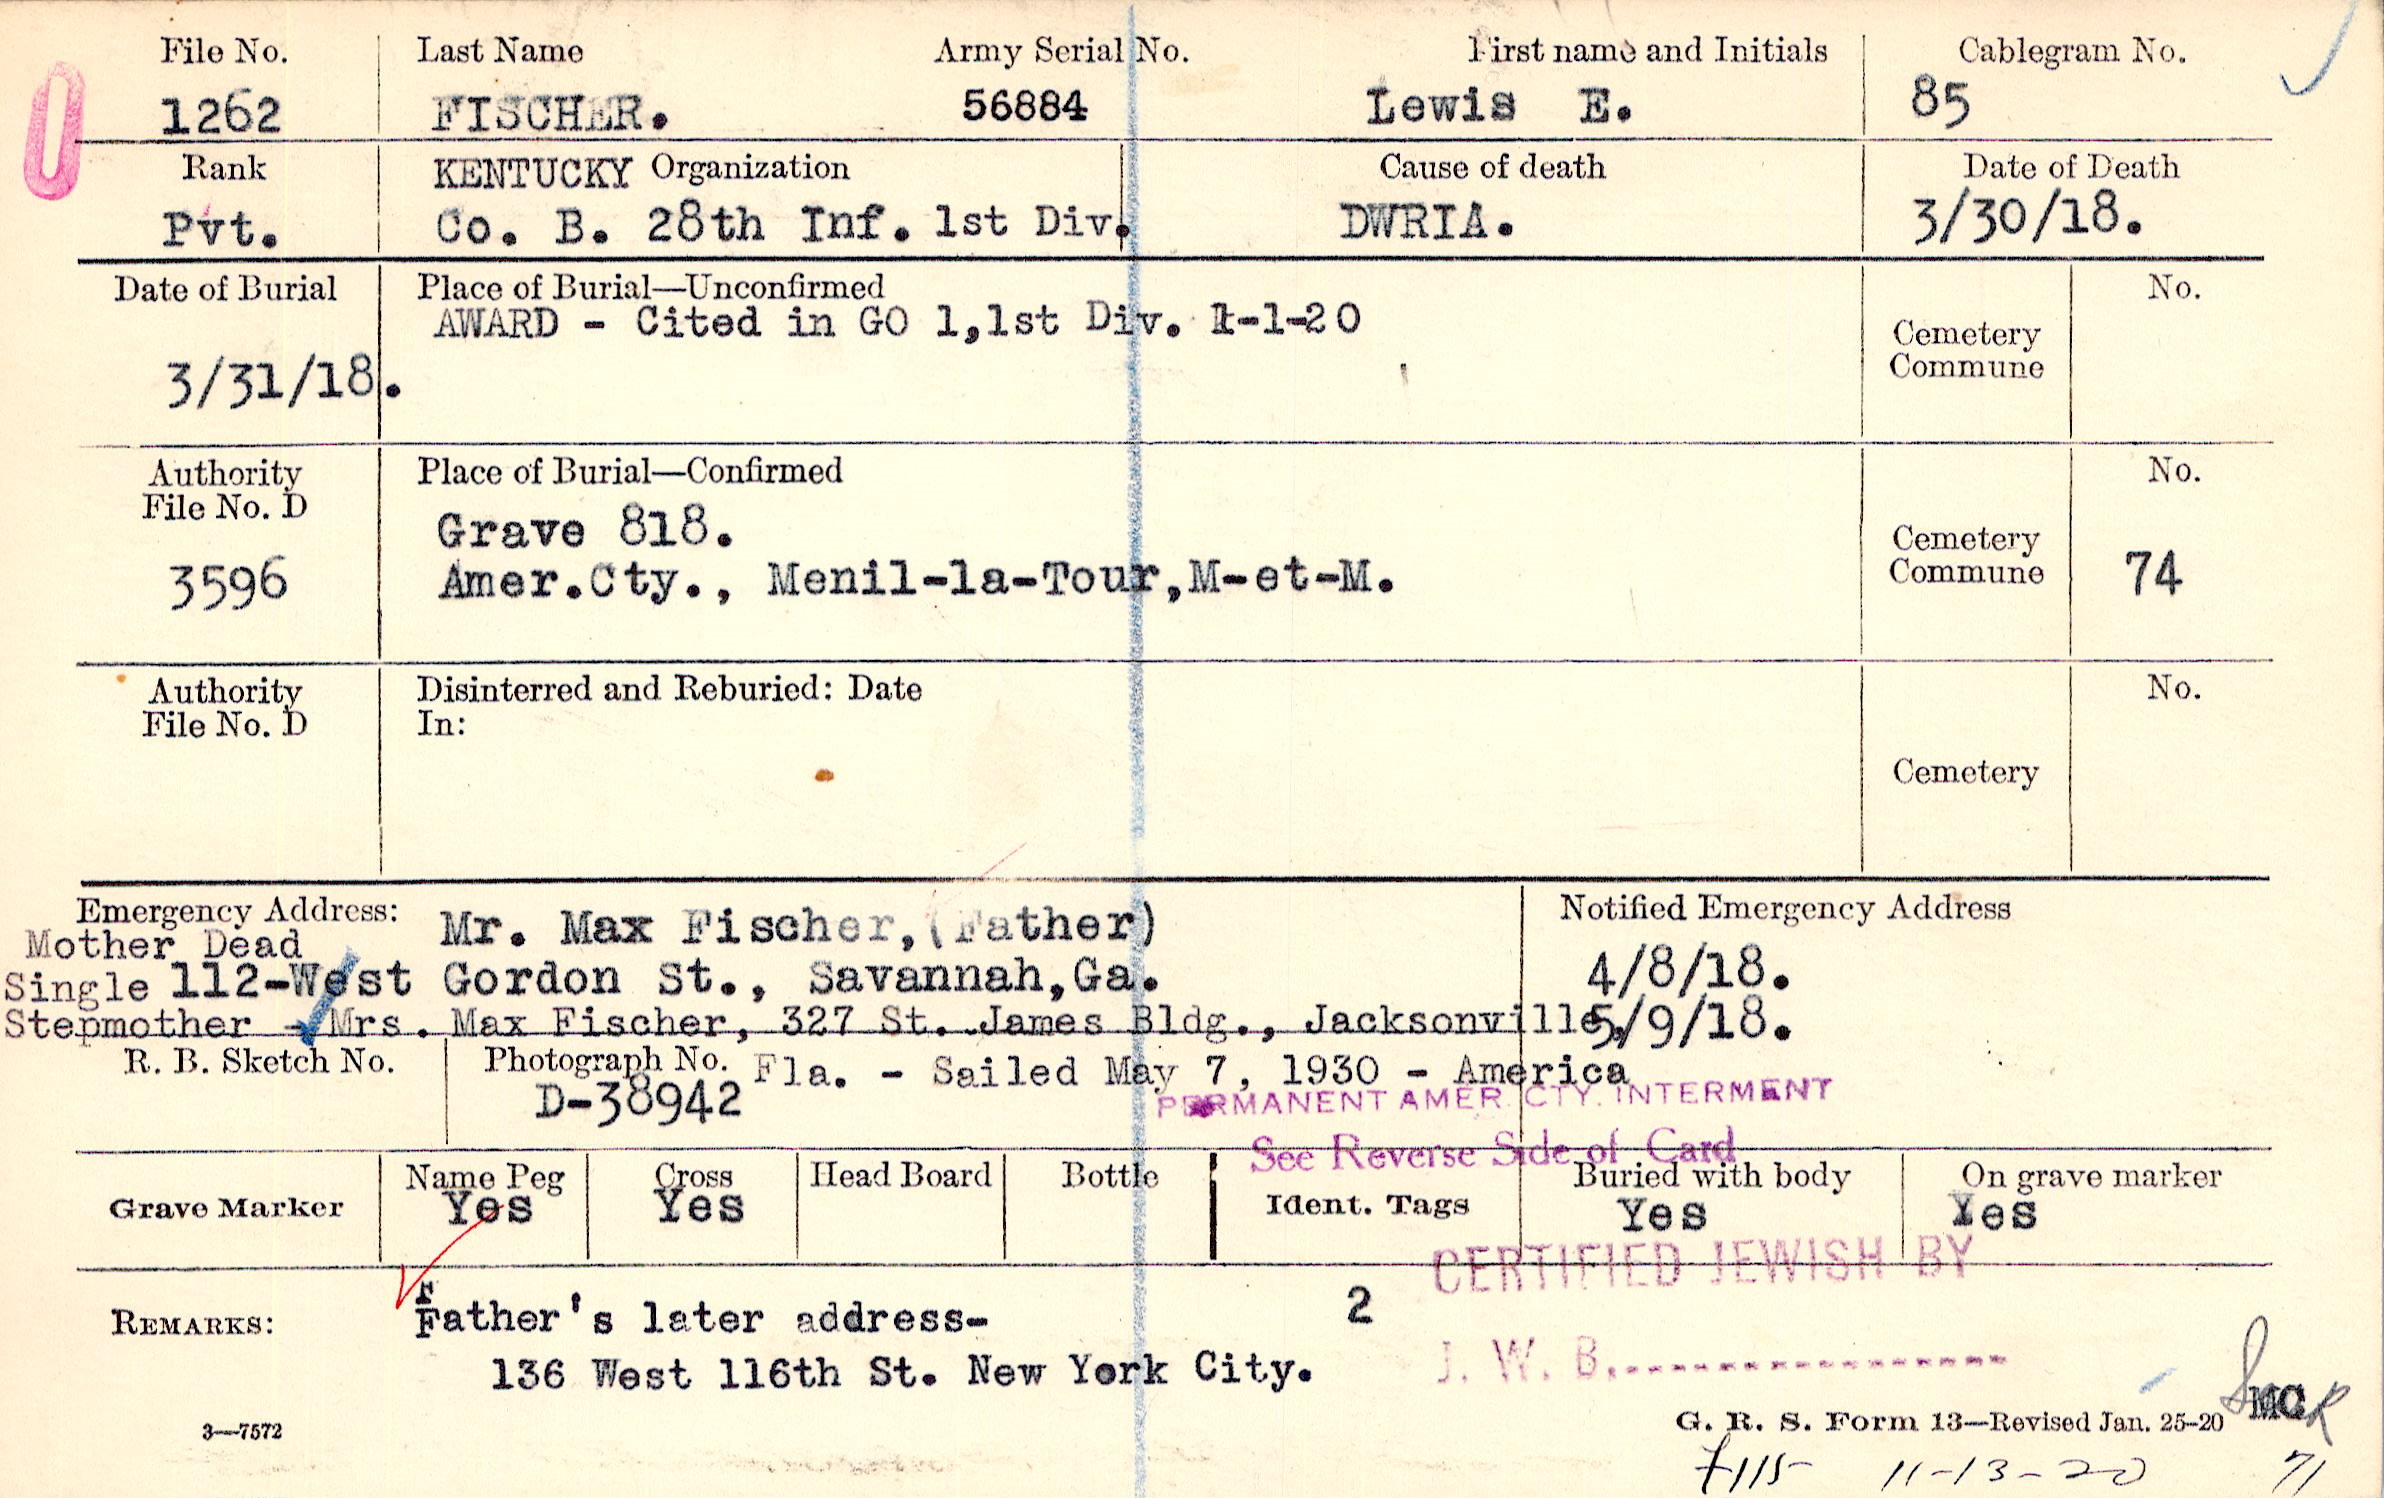 File No. Last Name Army Serial No. First name and Initials Cablegram No.
1262 FISCHER. 56884 Lewis E. 85
Rank KENTUCKY Organization Cause of death Date of Death
Pvt. Co. B. 28th Inf. 1st Div. DWRIA. 3/30/18.
Date of Burial Place of Burial—Unconfirmed No.
AWARD - Cited in GO 1,1st Div. 1-1-20
Cemetery
Commune
3/31/18.
Authority Place of Burial—Confirmed No.
File No. D
Grave 818.
Cemetery
3596 Amer.Cty., Menil-la-Tour,M-et-M. Commune 74
Authority Disinterred and Reburied: Date No.
File No. D In:
Cemetery
Emergency Address: Mr. Max Fischer,(Father) Notified Emergency Address
Mother Dead
Single 112-West Gordon St., Savannah,Ga. 4/8/18.
Stepmother - Mrs. Max Fischer, 327 St. James Bldg., Jacksonville, 5/9/18.
R. B. Sketch No. Photograph No. Fla. - Sailed May 7, 1930 - America
D-38942 PERMANENT AMER. CTY. INTERMENT
See Reverse Side of Card
Grave Marker Name Peg Cross Head Board Bottle Ident. Tags Buried with body On grave marker
Yes Yes Yes Yes
CERTIFIED JEWISH BY
REMARKS: Father's later address- 2
136 West 116th St. New York City. J. W. B.------------------
MC
3—7572 G. R. S. Form 13—Revised Jan. 25-20
11-13-20 71